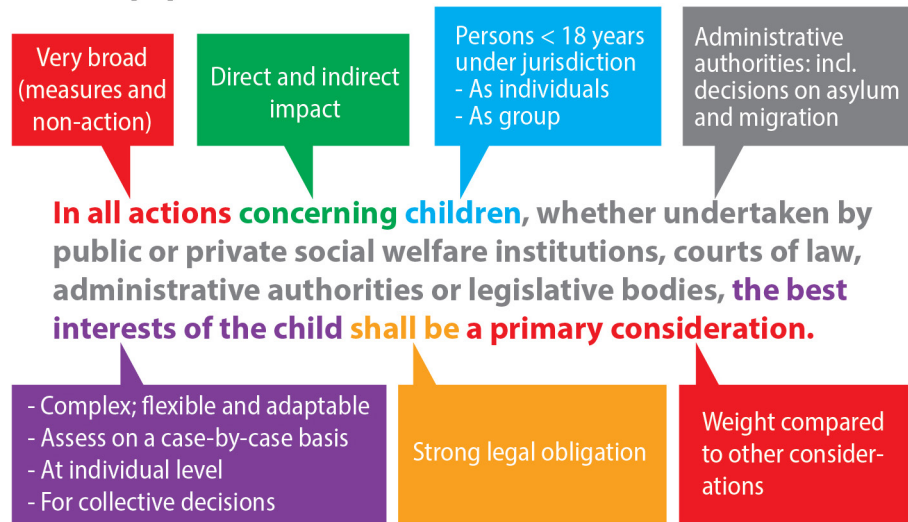 Very broad
(measures and
non-action)
Direct and indirect
impact
Persons < 18 years
under jurisdiction
- As individuals
- As group
Administrative
authorities: incl.
decisions on asylum
and migration
In all actions concerning children, whether undertaken by
public or private social welfare institutions, courts of law,
administrative authorities or legislative bodies, the best
interests of the child shall be a primary consideration.
- Complex; flexible and adaptable
- Assess on a case-by-case basis
- At individual level
- For collective decisions
Strong legal obligation
Weight compared
to other consider-
ations